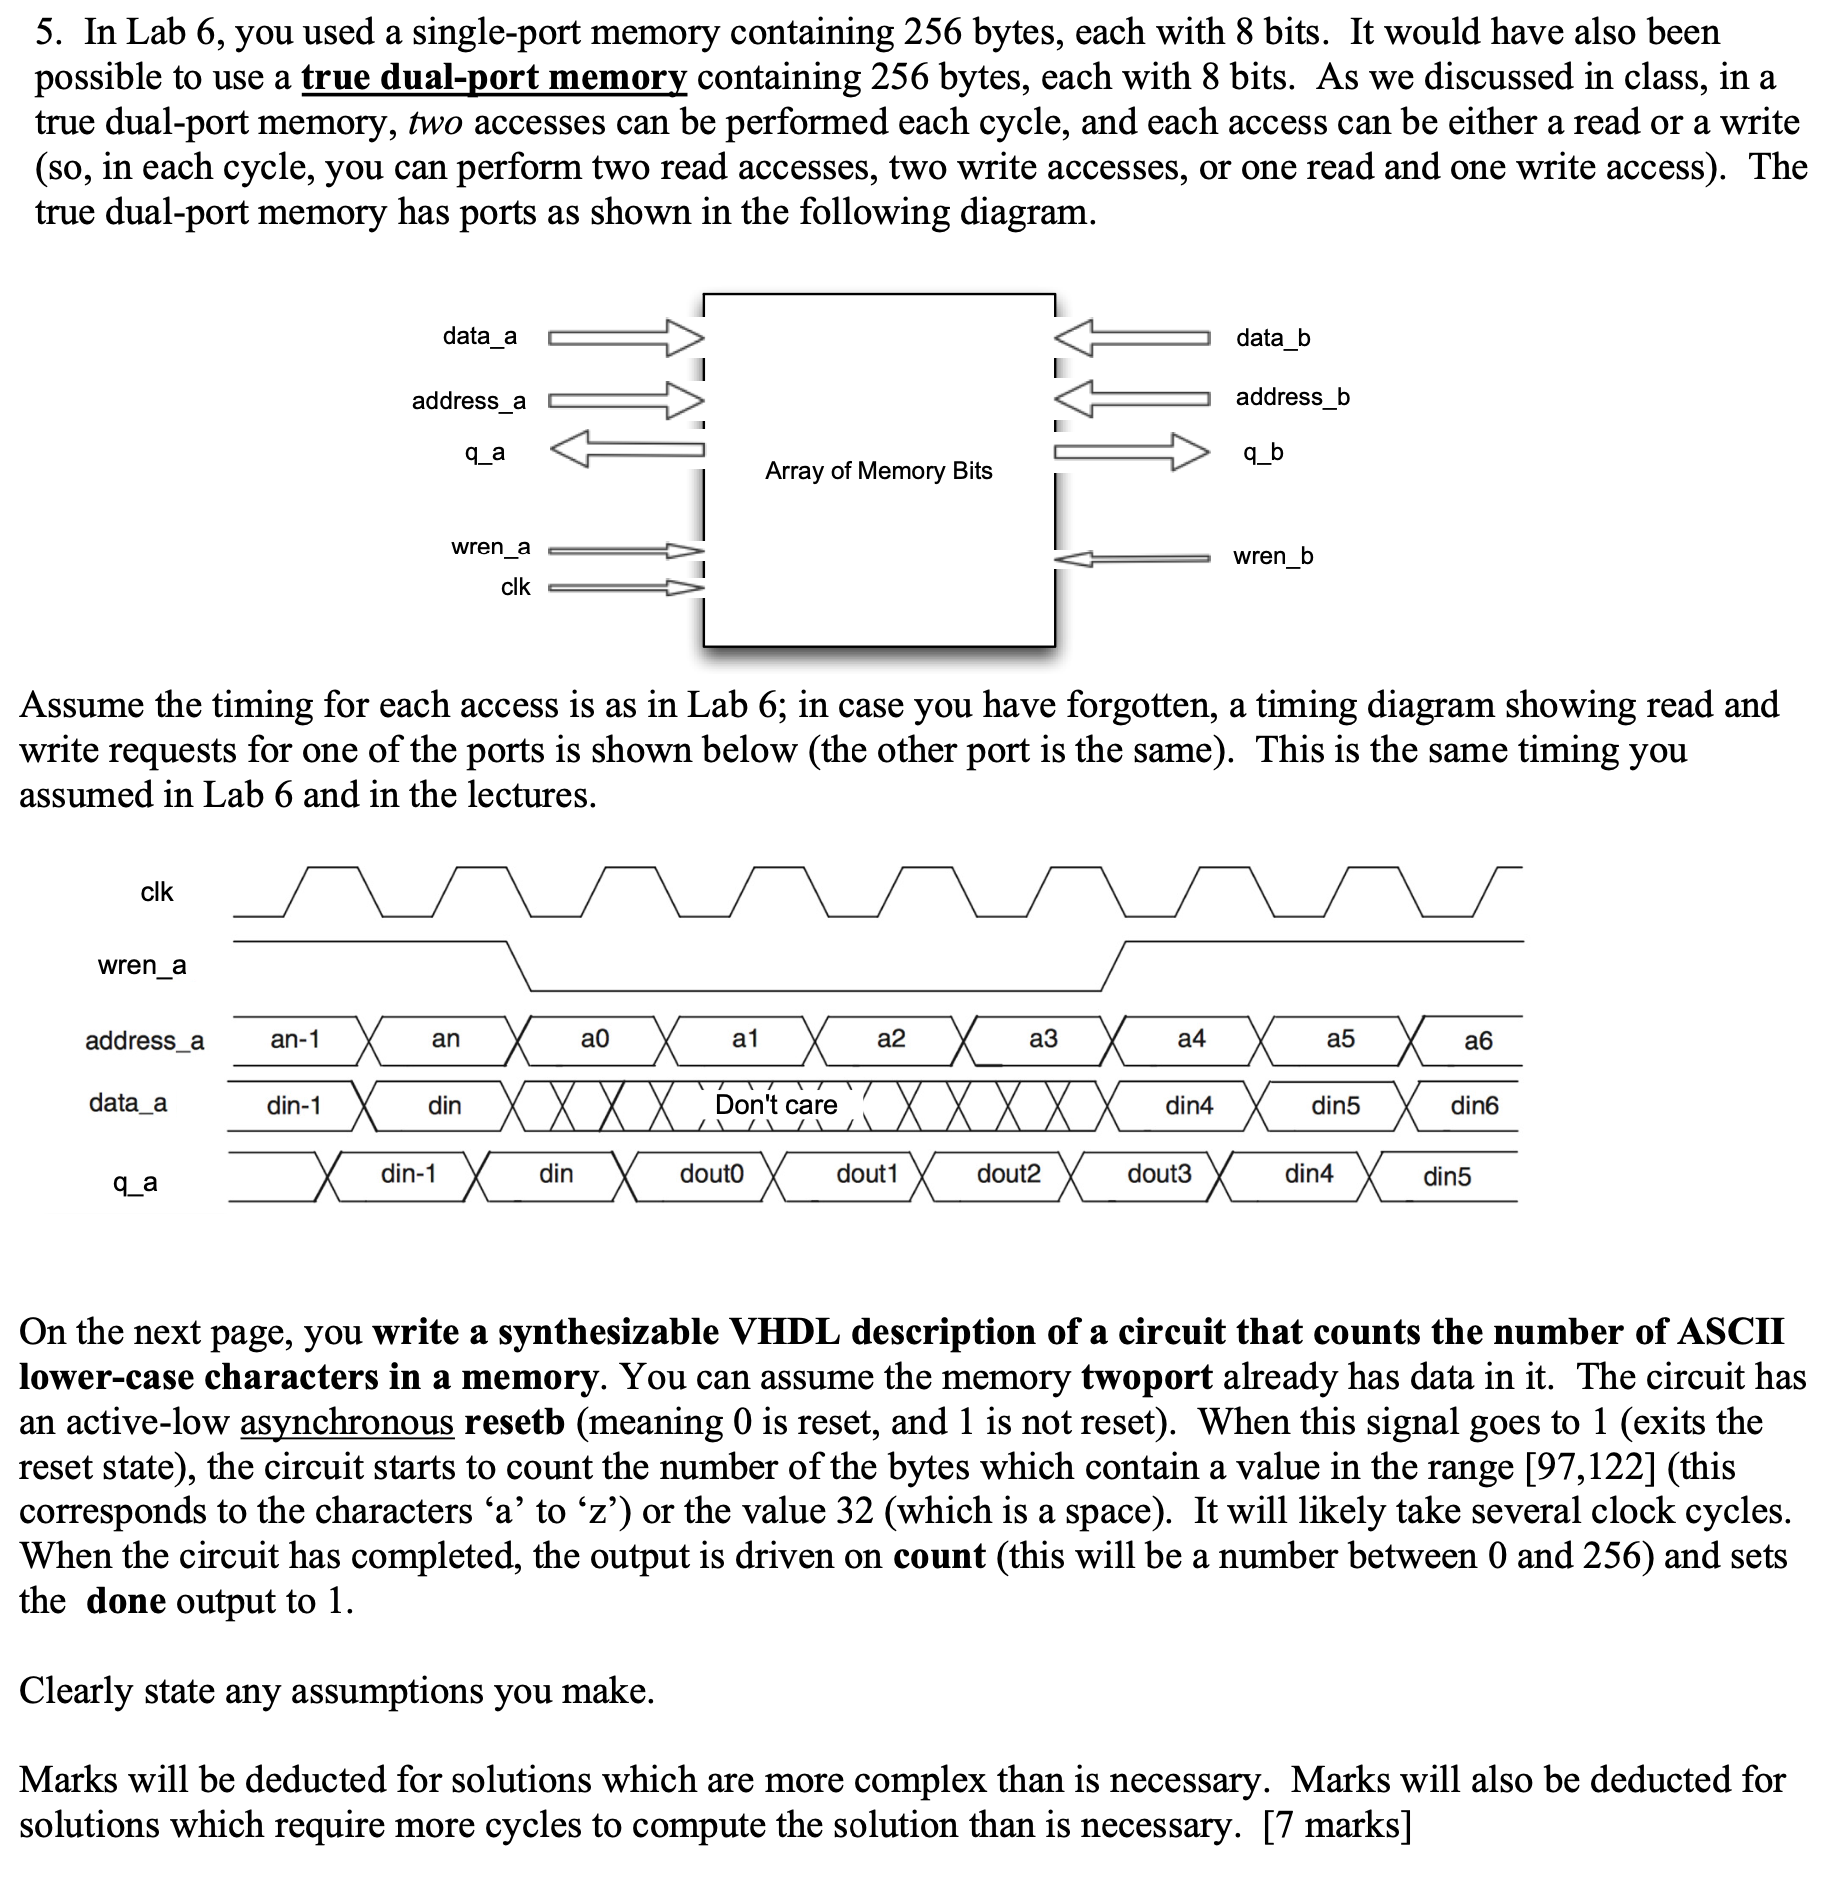 5. In Lab 6, you used a single-port memory containing 256 bytes, each with 8 bits. It would have also been
possible to use a true dual-port memory containing 256 bytes, each with 8 bits. As we discussed in class, in a
true dual-port memory, two accesses can be performed each cycle, and each access can be either a read or a write
(so, in each cycle, you can perform two read accesses, two write accesses, or one read and one write access). The
true dual-port memory has ports as shown in the following diagram.
data_a data_b
address_a address_b
q_a q_b
Array of Memory Bits
wren_a wren_b
clk
Assume the timing for each access is as in Lab 6; in case you have forgotten, a timing diagram showing read and
write requests for one of the ports is shown below (the other port is the same). This is the same timing you
assumed in Lab 6 and in the lectures.
clk
wren_a
address_a an-1 an a0 a1 a2 a3 a4 a5 a6
data_a din-1 din Don't care din4 din5 din6
q_a din-1 din dout0 dout1 dout2 dout3 din4 din5
On the next page, you write a synthesizable VHDL description of a circuit that counts the number of ASCII
lower-case characters in a memory. You can assume the memory twoport already has data in it. The circuit has
an active-low asynchronous resetb (meaning 0 is reset, and 1 is not reset). When this signal goes to 1 (exits the
reset state), the circuit starts to count the number of the bytes which contain a value in the range [97,122] (this
corresponds to the characters ‘a’ to ‘z’) or the value 32 (which is a space). It will likely take several clock cycles.
When the circuit has completed, the output is driven on count (this will be a number between 0 and 256) and sets
the done output to 1.
Clearly state any assumptions you make.
Marks will be deducted for solutions which are more complex than is necessary. Marks will also be deducted for
solutions which require more cycles to compute the solution than is necessary. [7 marks]